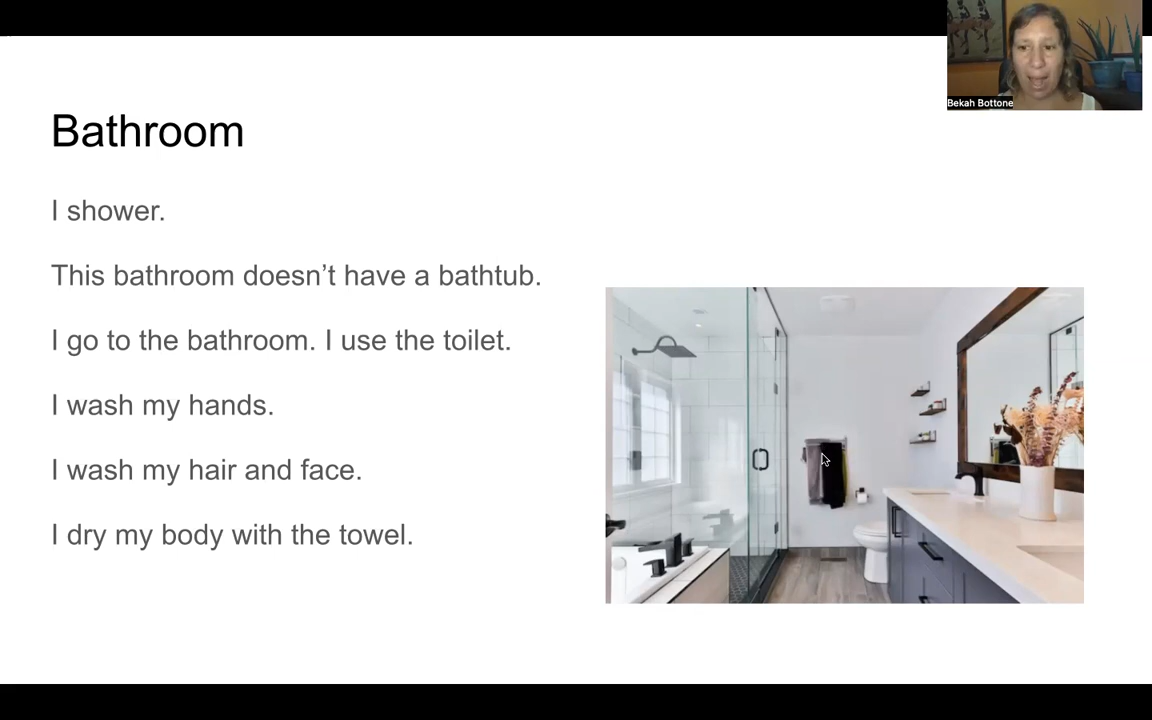 Bekah Bottone
Bathroom
I shower.
This bathroom doesn’t have a bathtub.
I go to the bathroom. I use the toilet.
I wash my hands.
I wash my hair and face.
I dry my body with the towel.